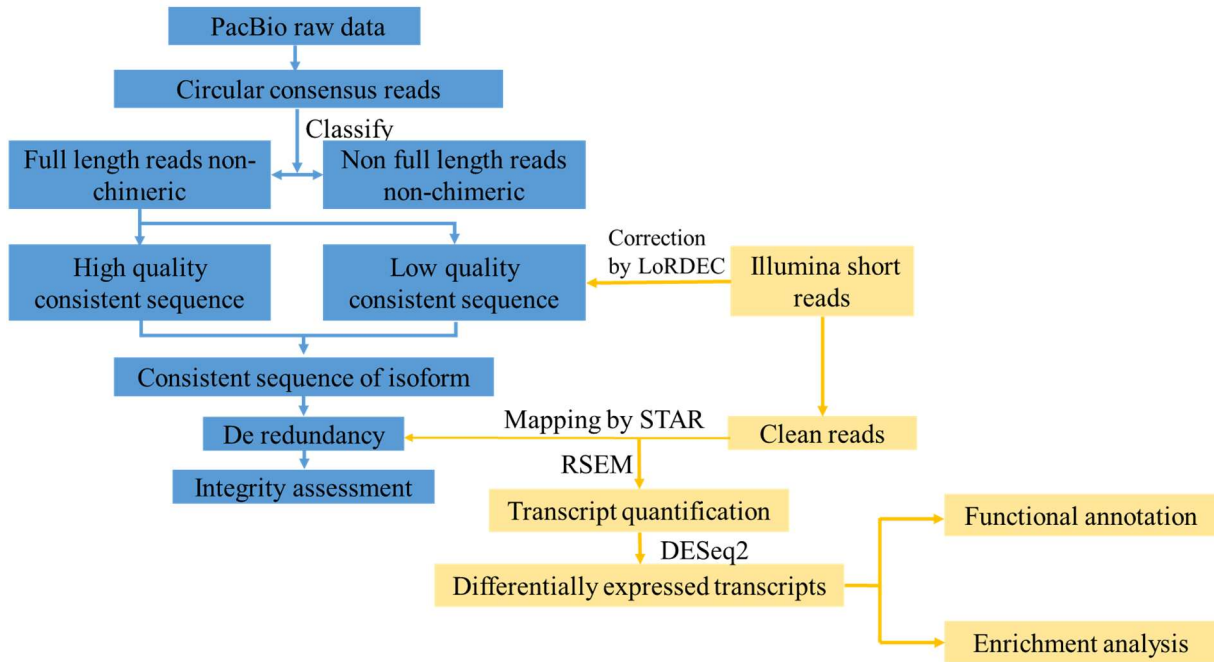 PacBio raw data
Circular consensus reads
Classify
Full length reads non-
chimeric
Non full length reads
non-chimeric
High quality
consistent sequence
Low quality
consistent sequence
Correction
by LoRDEC
Illumina short
reads
Consistent sequence of isoform
De redundancy
Mapping by STAR
Clean reads
RSEM
Integrity assessment
Transcript quantification
DESeq2
Differentially expressed transcripts
Functional annotation
Enrichment analysis